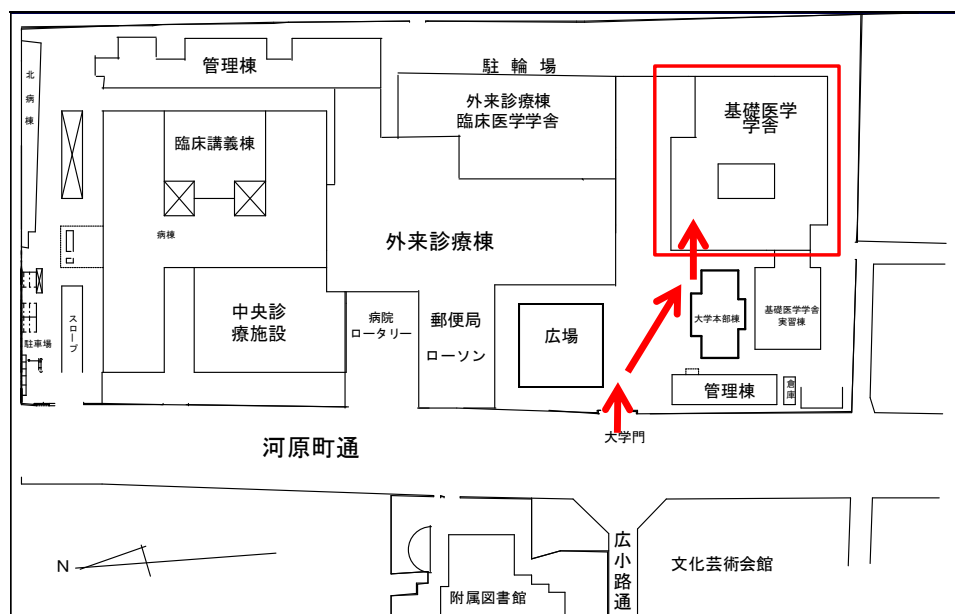 北病棟
管理棟
駐輪場
外来診療棟
臨床医学学舎
基礎医学
学舎
臨床講義棟
病棟
外来診療棟
中央診
療施設
病院
ロータリー
郵便局
ローソン
広場
大学本部棟
基礎医学学舎
実習棟
スロープ
駐車場
管理棟
倉庫
大学門
河原町通
N
附属図書館
広小路通
文化芸術会館